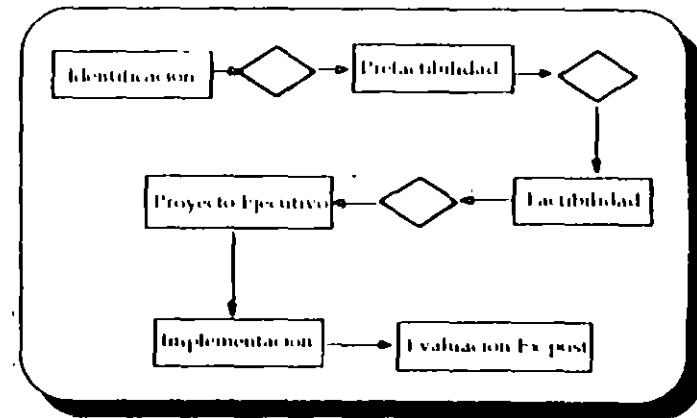 Identificacion
Prefactibilidad
Factibilidad
Proyecto Ejecutivo
Implementacion
Evaluacion Ex-post